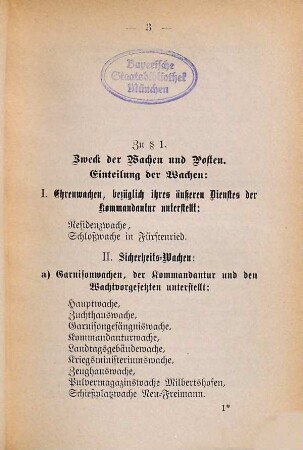 — 3 —
Bayerische
Staatsbibliothek
München
Zu § 1.
Zweck der Wachen und Posten.
Einteilung der Wachen:
I. Ehrenwachen, bezüglich ihres äußeren Dienstes der
Kommandantur unterstellt:
Residenzwache,
Schloßwache in Fürstenried.
II. Sicherheits-Wachen:
a) Garnisonwachen, der Kommandantur und den
Wachtvorgesetzten unterstellt:
Hauptwache,
Zuchthauswache,
Garnisongefängniswache.
Kommandanturwache,
Landtagsgebäudewache,
Kriegsministeriumswache,
Zeughauswache,
Pulvermagazinswache Milbertshofen,
Schießplatzwache Neu-Freimann.
1*